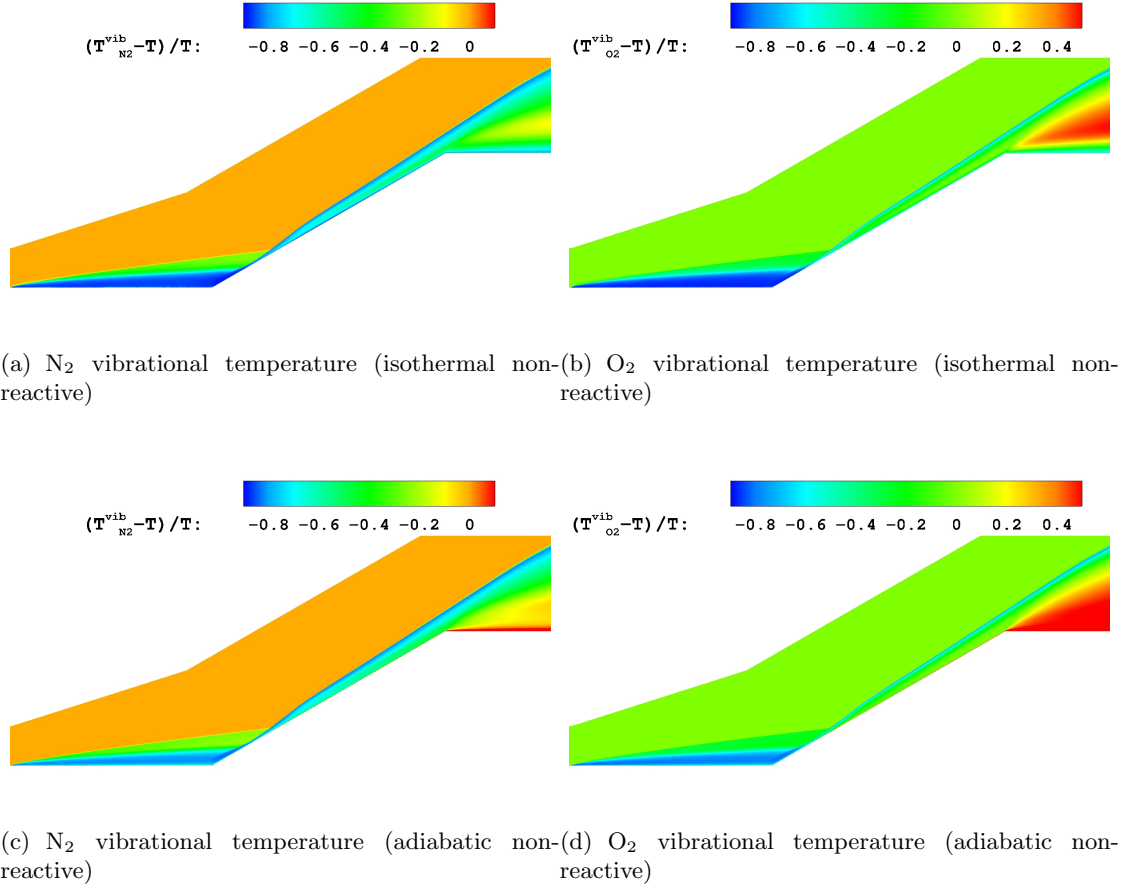 (T^vib_N2−T)/T: −0.8 −0.6 −0.4 −0.2 0
(T^vib_O2−T)/T: −0.8 −0.6 −0.4 −0.2 0 0.2 0.4
(a) N₂ vibrational temperature (isothermal non-
reactive)
(b) O₂ vibrational temperature (isothermal non-
reactive)
(T^vib_N2−T)/T: −0.8 −0.6 −0.4 −0.2 0
(T^vib_O2−T)/T: −0.8 −0.6 −0.4 −0.2 0 0.2 0.4
(c) N₂ vibrational temperature (adiabatic non-
reactive)
(d) O₂ vibrational temperature (adiabatic non-
reactive)